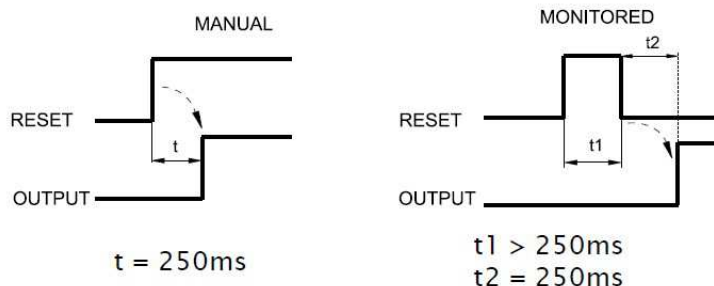 MANUAL
RESET
t
OUTPUT
t = 250ms
MONITORED
t2
RESET
t1
OUTPUT
t1 > 250ms
t2 = 250ms